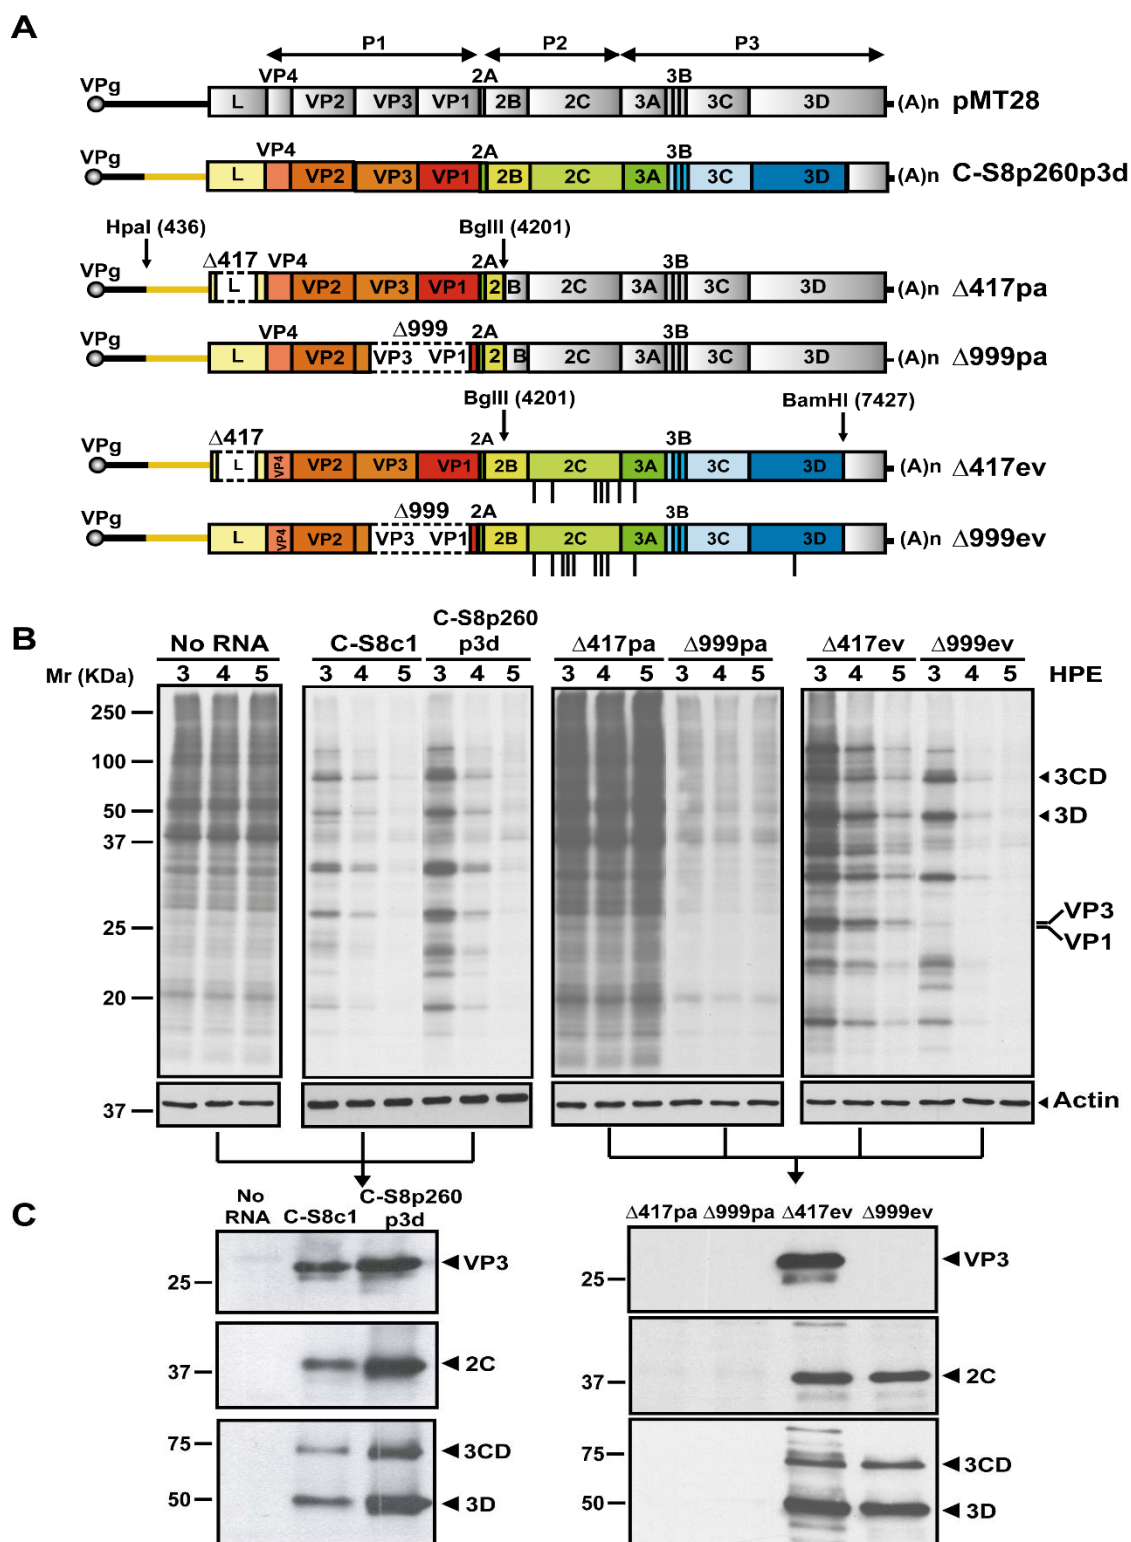 A
P1 P2 P3
VPg VP4 2A 3B
L VP2 VP3 VP1 2B 2C 3A 3C 3D (A)n pMT28
VPg VP4 2A 3B
L VP2 VP3 VP1 2B 2C 3A 3C 3D (A)n C-S8p260p3d
HpaI (436) BglII (4201)
Δ417 VP4 2A 3B
L VP2 VP3 VP1 2 B 2C 3A 3C 3D (A)n Δ417pa
VP4 Δ999 2A 3B
L VP2 VP3 VP1 2 B 2C 3A 3C 3D (A)n Δ999pa
BglII (4201) BamHI (7427)
VPg Δ417 2A 3B
L VP4 VP2 VP3 VP1 2B 2C 3A 3C 3D (A)n Δ417ev
VPg Δ999 2A 3B
L VP4 VP2 VP3 VP1 2B 2C 3A 3C 3D (A)n Δ999ev
B
No RNA C-S8c1 C-S8p260 p3d Δ417pa Δ999pa Δ417ev Δ999ev
Mr (KDa) 3 4 5 3 4 5 3 4 5 3 4 5 3 4 5 3 4 5 3 4 5 HPE
250
100
50
37
25
20
3CD
3D
VP3
VP1
37
Actin
C
No RNA C-S8c1 C-S8p260 p3d
25 VP3
37 2C
75 3CD
50 3D
Δ417pa Δ999pa Δ417ev Δ999ev
25 VP3
37 2C
75 3CD
50 3D